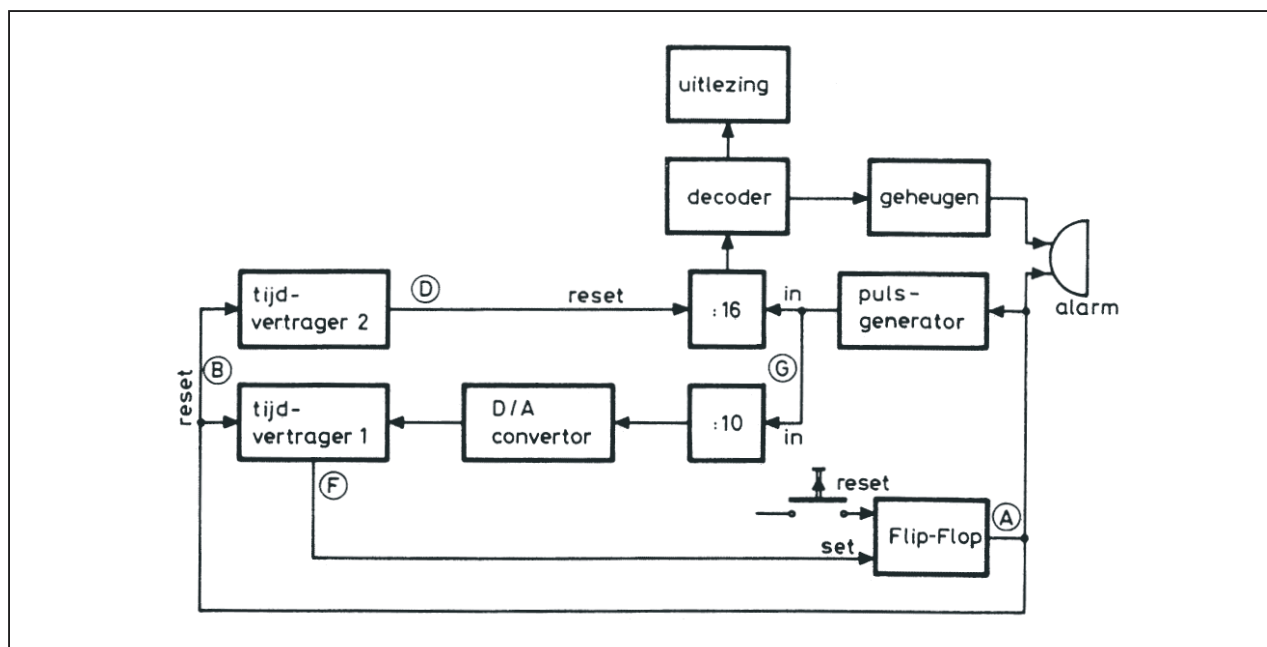 uitlezing
decoder
geheugen
alarm
tijd-
vertrager 2
D
reset
:16
in
puls-
generator
G
reset
B
tijd-
vertrager 1
D/A
convertor
:10
in
F
reset
set
Flip-Flop
A